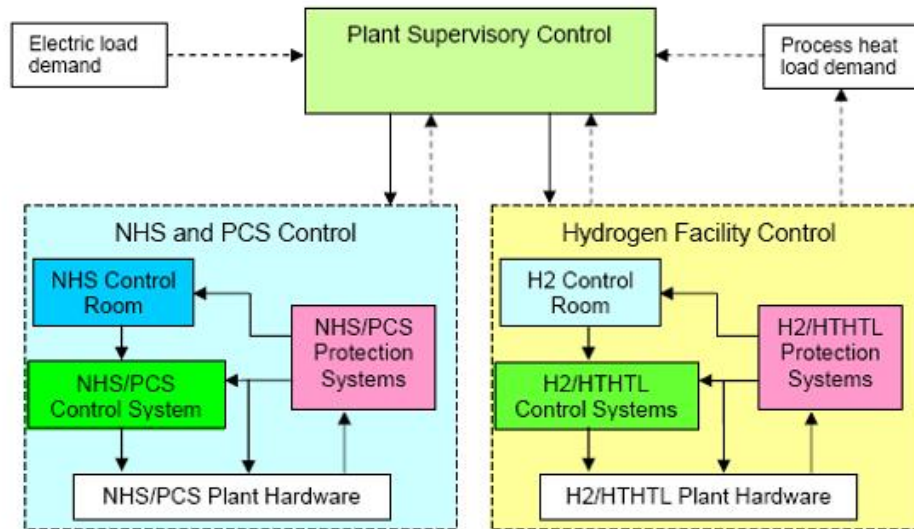 Electric load
demand
Plant Supervisory Control
Process heat
load demand
NHS and PCS Control
NHS Control
Room
NHS/PCS
Protection
Systems
NHS/PCS
Control System
NHS/PCS Plant Hardware
Hydrogen Facility Control
H2 Control
Room
H2/HTHTL
Protection
Systems
H2/HTHTL
Control Systems
H2/HTHTL Plant Hardware